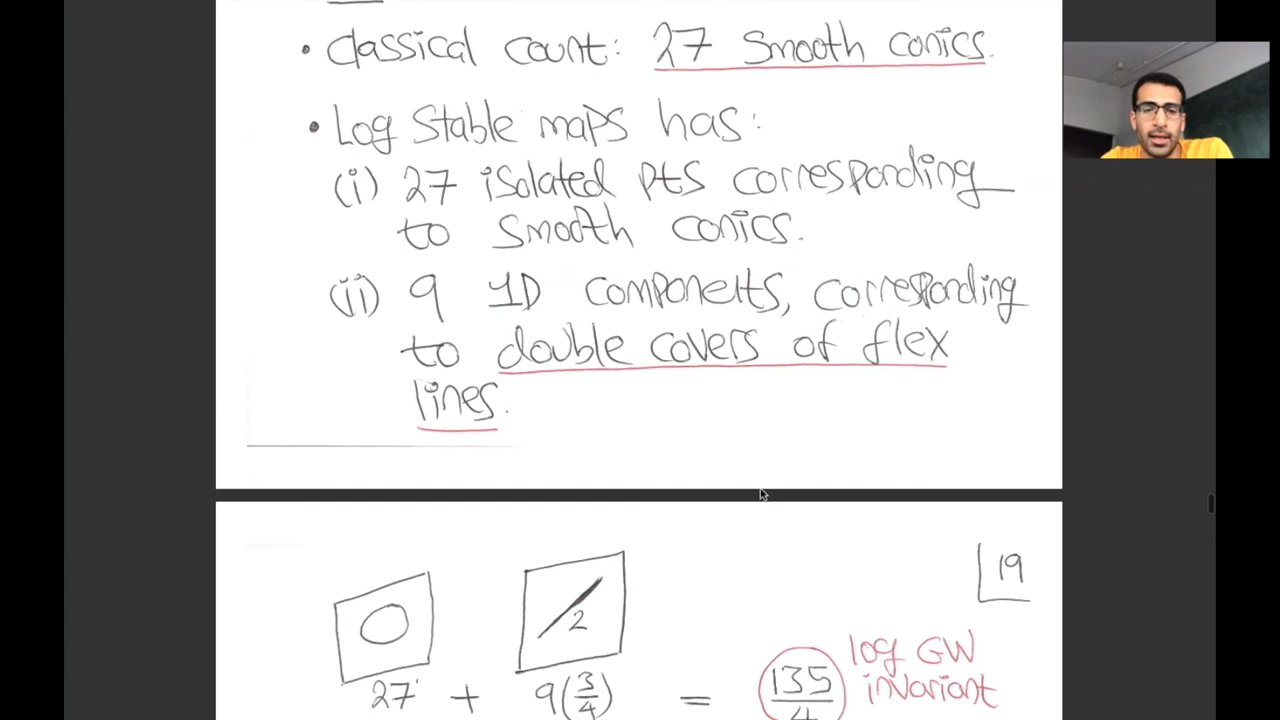 • Classical count: 27 Smooth conics.
• Log Stable maps has:
(i) 27 isolated pts corresponding
to smooth conics.
(ii) 9 1D components, corresponding
to double covers of flex
lines.
19
2
27 + 9(3/4) = 135/4
log GW
invariant